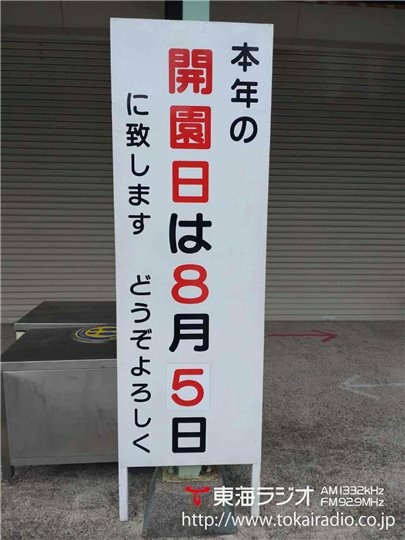 本年の
開園日は8月5日
に致します どうぞよろしく
東海ラジオ AM1332kHz
FM92.9MHz
http://www.tokairadio.co.jp